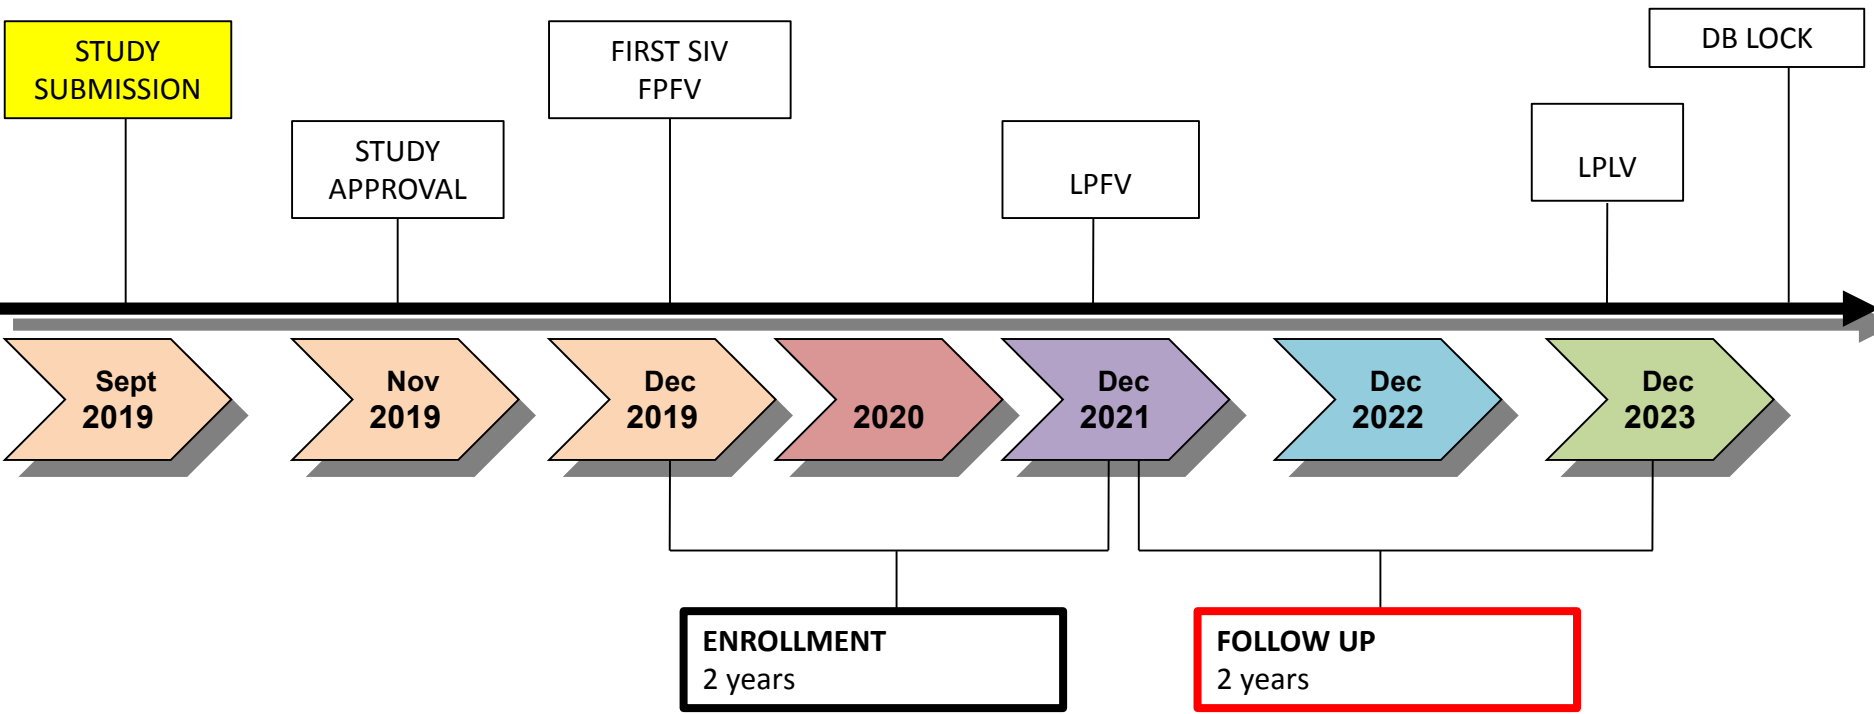 STUDY
SUBMISSION
STUDY
APPROVAL
FIRST SIV
FPFV
LPFV
LPLV
DB LOCK
Sept
2019
Nov
2019
Dec
2019
2020
Dec
2021
Dec
2022
Dec
2023
ENROLLMENT
2 years
FOLLOW UP
2 years